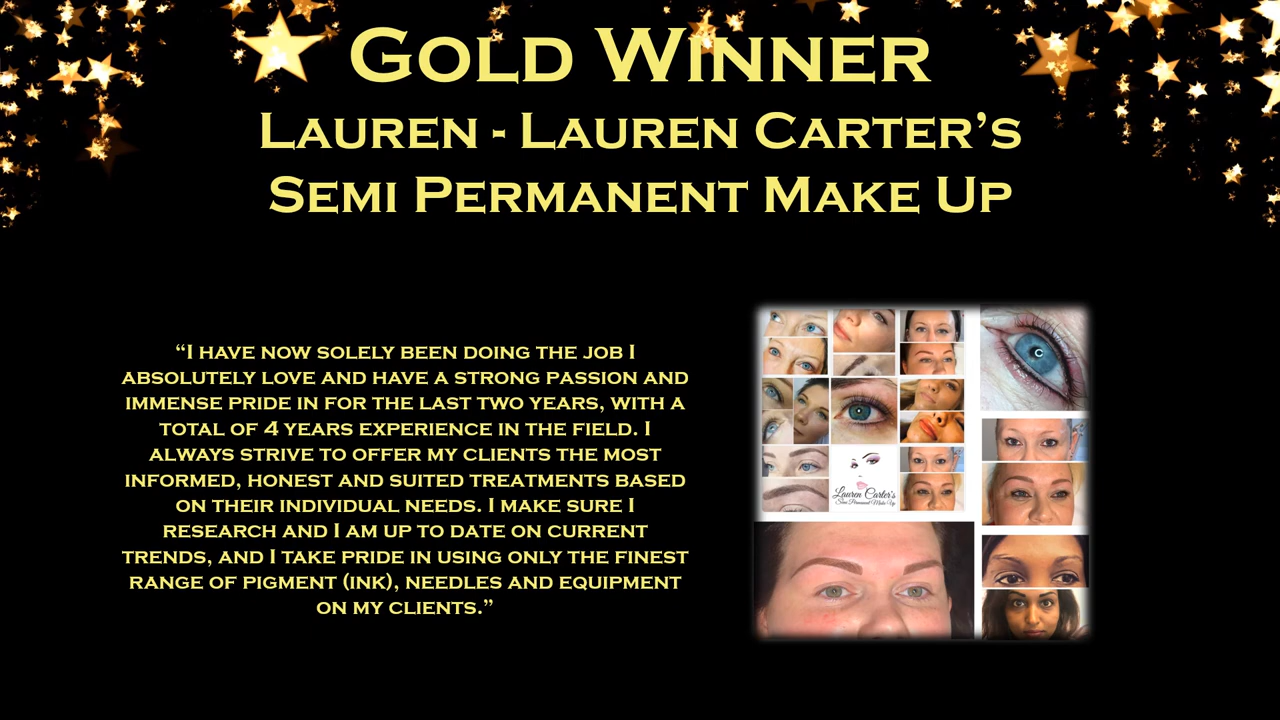 GOLD WINNER
LAUREN - LAUREN CARTER'S
SEMI PERMANENT MAKE UP
"I HAVE NOW SOLELY BEEN DOING THE JOB I
ABSOLUTELY LOVE AND HAVE A STRONG PASSION AND
IMMENSE PRIDE IN FOR THE LAST TWO YEARS, WITH A
TOTAL OF 4 YEARS EXPERIENCE IN THE FIELD. I
ALWAYS STRIVE TO OFFER MY CLIENTS THE MOST
INFORMED, HONEST AND SUITED TREATMENTS BASED
ON THEIR INDIVIDUAL NEEDS. I MAKE SURE I
RESEARCH AND I AM UP TO DATE ON CURRENT
TRENDS, AND I TAKE PRIDE IN USING ONLY THE FINEST
RANGE OF PIGMENT (INK), NEEDLES AND EQUIPMENT
ON MY CLIENTS."
Lauren Carter's
Semi Permanent Make Up